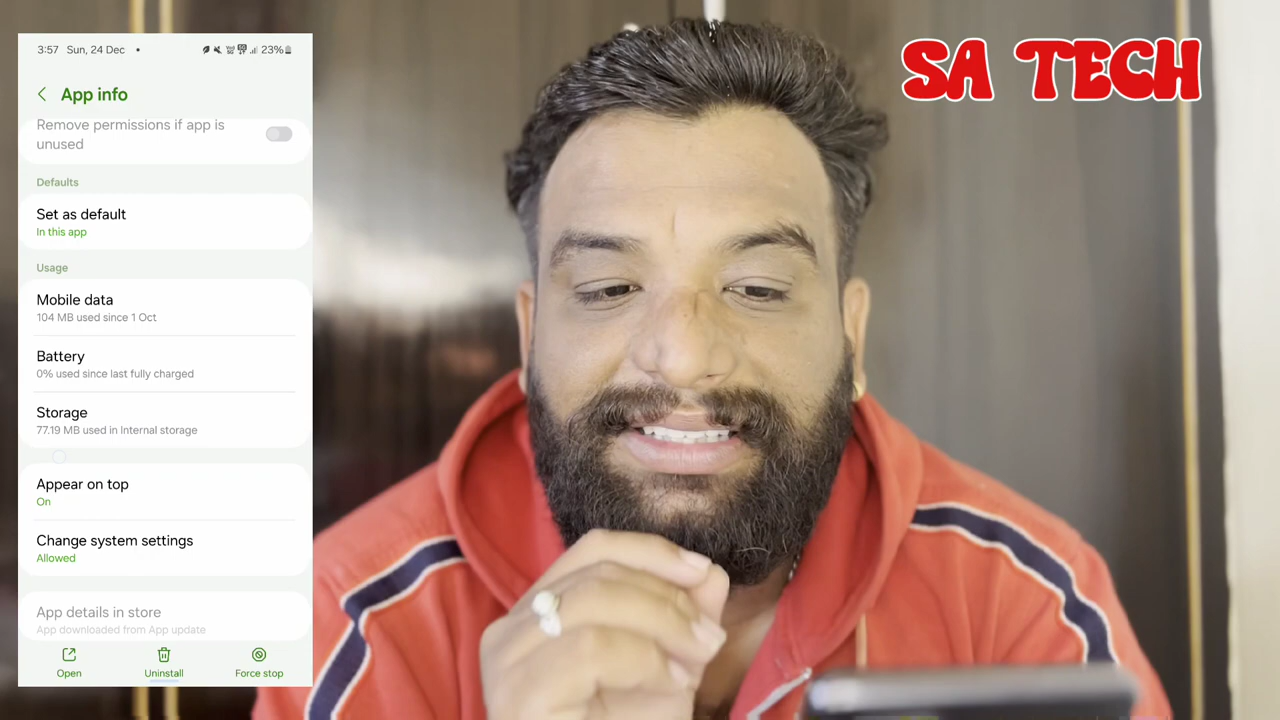 3:57 Sun, 24 Dec
23%
App info
Remove permissions if app is
unused
Defaults
Set as default
In this app
Usage
Mobile data
104 MB used since 1 Oct
Battery
0% used since last fully charged
Storage
77.19 MB used in Internal storage
Appear on top
On
Change system settings
Allowed
App details in store
App downloaded from App update
Open
Uninstall
Force stop
SA TECH